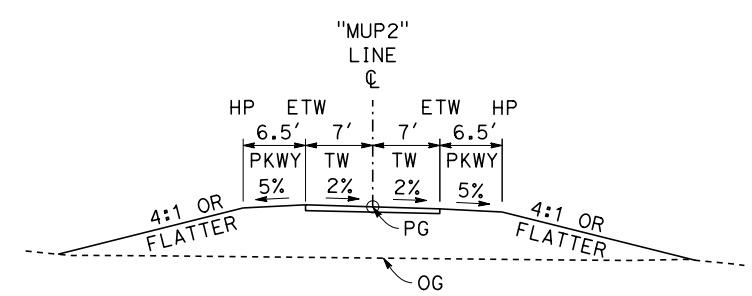 "MUP2"
LINE
℄
HP ETW ETW HP
6.5' 7' 7' 6.5'
PKWY TW TW PKWY
5% 2% 2% 5%
4:1 OR
FLATTER
4:1 OR
FLATTER
PG
OG